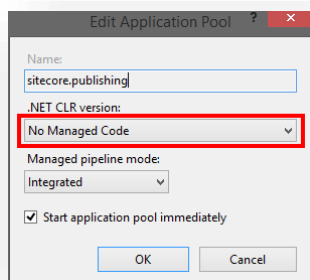 Edit Application Pool ? ×
Name:
sitecore.publishing
.NET CLR version:
No Managed Code
Managed pipeline mode:
Integrated
Start application pool immediately
OK Cancel